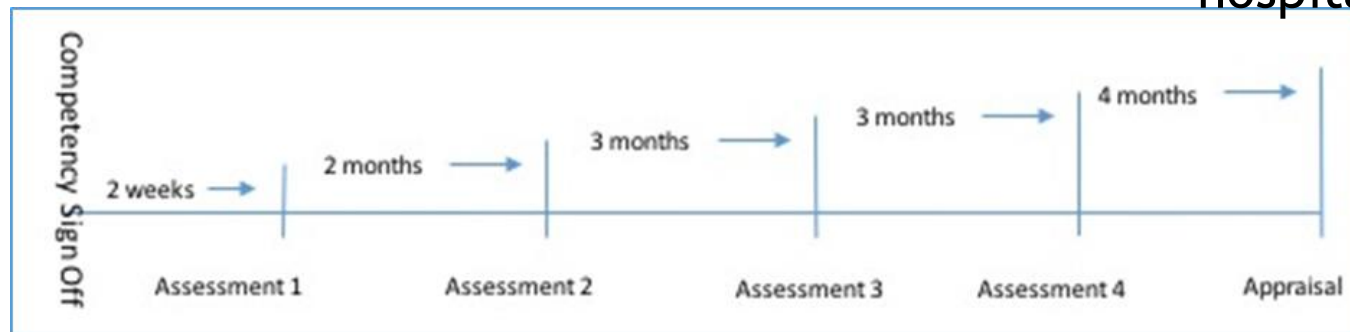 Competency Sign Off
2 weeks
2 months
3 months
3 months
4 months
Assessment 1
Assessment 2
Assessment 3
Assessment 4
Appraisal